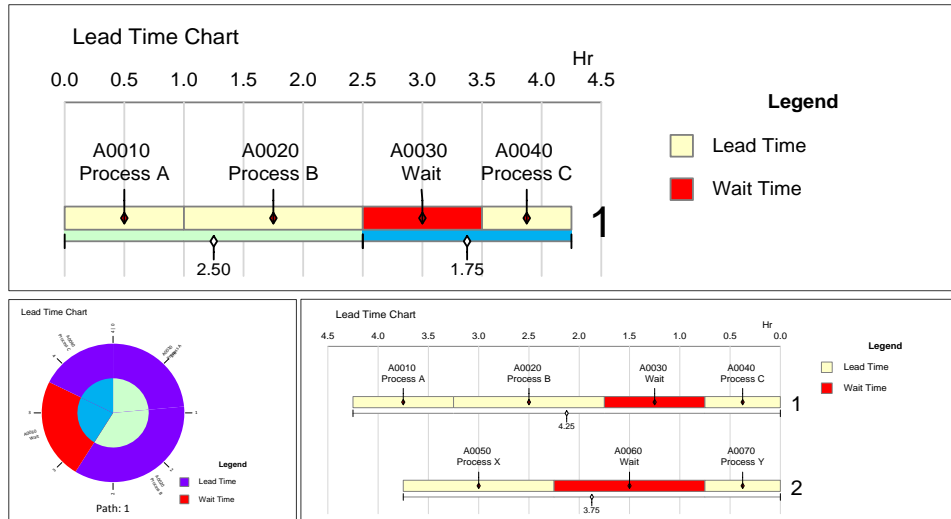 Lead Time Chart
Hr
0.0 0.5 1.0 1.5 2.0 2.5 3.0 3.5 4.0 4.5
Legend
A0010 A0020 A0030 A0040
Process A Process B Wait Process C
Lead Time
Wait Time
1
2.50 1.75
Lead Time Chart
Process C
A0030
Wait
A0020
Process B
Legend
Lead Time
Wait Time
Path: 1
Lead Time Chart
Hr
4.5 4.0 3.5 3.0 2.5 2.0 1.5 1.0 0.5 0.0
Legend
A0010 A0020 A0030 A0040
Process A Process B Wait Process C
Lead Time
Wait Time
1
4.25
A0050 A0060 A0070
Process X Wait Process Y
2
3.75